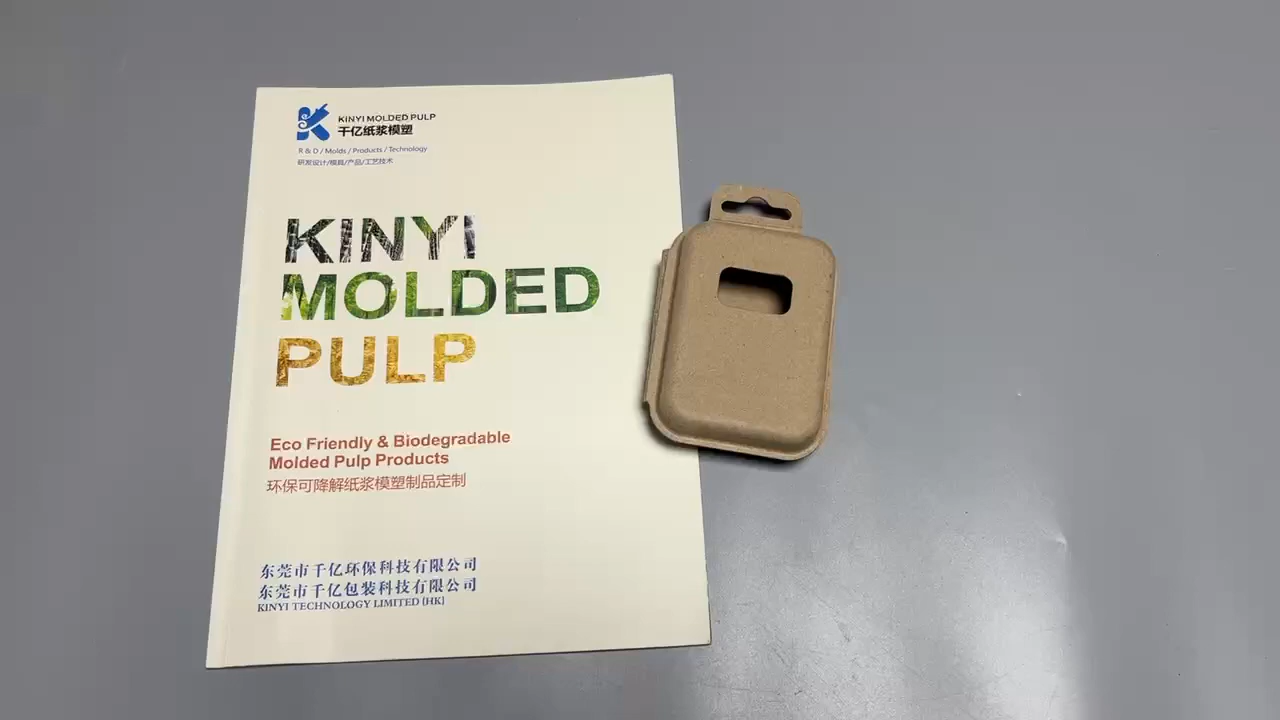 KINYI MOLDED PULP
千亿纸浆模塑
R & D / Molds / Products / Technology
研发设计/模具/产品/工艺技术
KINYI
MOLDED
PULP
Eco Friendly & Biodegradable
Molded Pulp Products
环保可降解纸浆模塑制品定制
东莞市千亿环保科技有限公司
东莞市千亿包装科技有限公司
KINYI TECHNOLOGY LIMITED (HK)